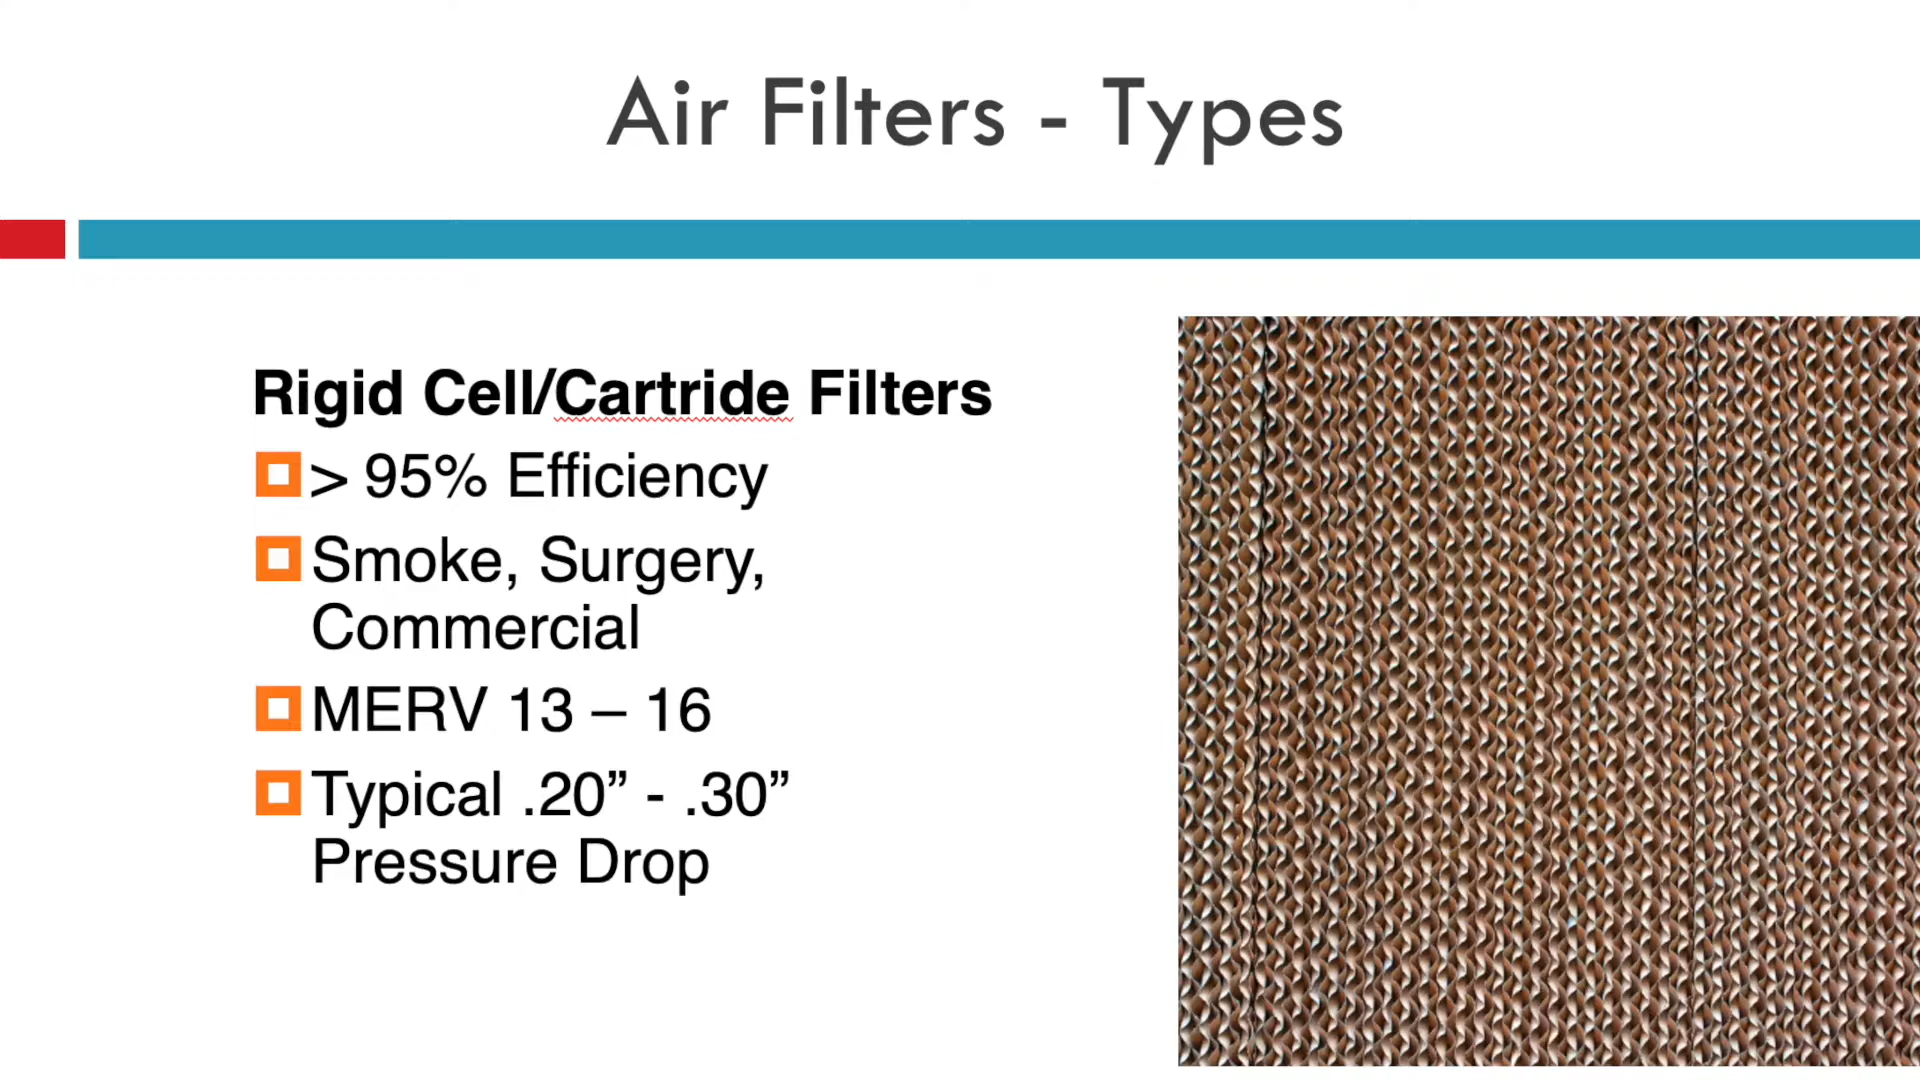 Air Filters - Types
Rigid Cell/Cartride Filters
> 95% Efficiency
Smoke, Surgery,
Commercial
MERV 13 – 16
Typical .20” - .30”
Pressure Drop